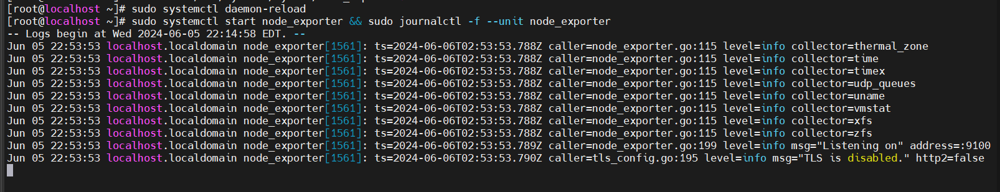 [root@localhost ~]# sudo systemctl daemon-reload
[root@localhost ~]# sudo systemctl start node_exporter && sudo journalctl -f --unit node_exporter
-- Logs begin at Wed 2024-06-05 22:14:58 EDT. --
Jun 05 22:53:53 localhost.localdomain node_exporter[1561]: ts=2024-06-06T02:53:53.788Z caller=node_exporter.go:115 level=info collector=thermal_zone
Jun 05 22:53:53 localhost.localdomain node_exporter[1561]: ts=2024-06-06T02:53:53.788Z caller=node_exporter.go:115 level=info collector=time
Jun 05 22:53:53 localhost.localdomain node_exporter[1561]: ts=2024-06-06T02:53:53.788Z caller=node_exporter.go:115 level=info collector=timex
Jun 05 22:53:53 localhost.localdomain node_exporter[1561]: ts=2024-06-06T02:53:53.788Z caller=node_exporter.go:115 level=info collector=udp_queues
Jun 05 22:53:53 localhost.localdomain node_exporter[1561]: ts=2024-06-06T02:53:53.788Z caller=node_exporter.go:115 level=info collector=uname
Jun 05 22:53:53 localhost.localdomain node_exporter[1561]: ts=2024-06-06T02:53:53.788Z caller=node_exporter.go:115 level=info collector=vmstat
Jun 05 22:53:53 localhost.localdomain node_exporter[1561]: ts=2024-06-06T02:53:53.788Z caller=node_exporter.go:115 level=info collector=xfs
Jun 05 22:53:53 localhost.localdomain node_exporter[1561]: ts=2024-06-06T02:53:53.788Z caller=node_exporter.go:115 level=info collector=zfs
Jun 05 22:53:53 localhost.localdomain node_exporter[1561]: ts=2024-06-06T02:53:53.789Z caller=node_exporter.go:199 level=info msg="Listening on" address=:9100
Jun 05 22:53:53 localhost.localdomain node_exporter[1561]: ts=2024-06-06T02:53:53.790Z caller=tls_config.go:195 level=info msg="TLS is disabled." http2=false